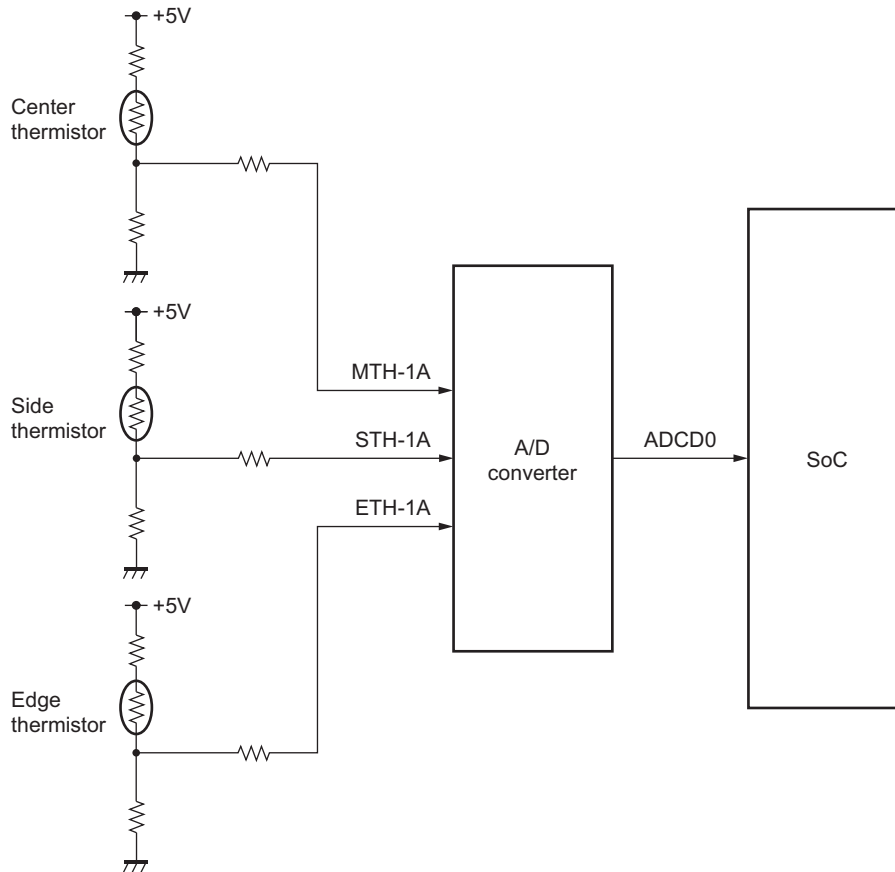 +5V
Center
thermistor
+5V
MTH-1A
Side
thermistor
STH-1A
A/D
converter
ADCD0
SoC
ETH-1A
+5V
Edge
thermistor